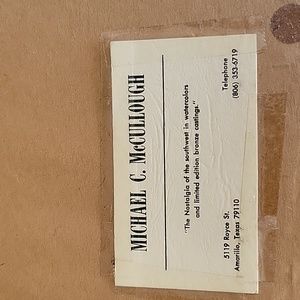 MICHAEL C. McCULLOUGH
"The Nostalgia of the southwest in watercolors
and limited edition bronze castings."
5119 Royce St.
Amarillo, Texas 79110
Telephone
(806) 353-6719